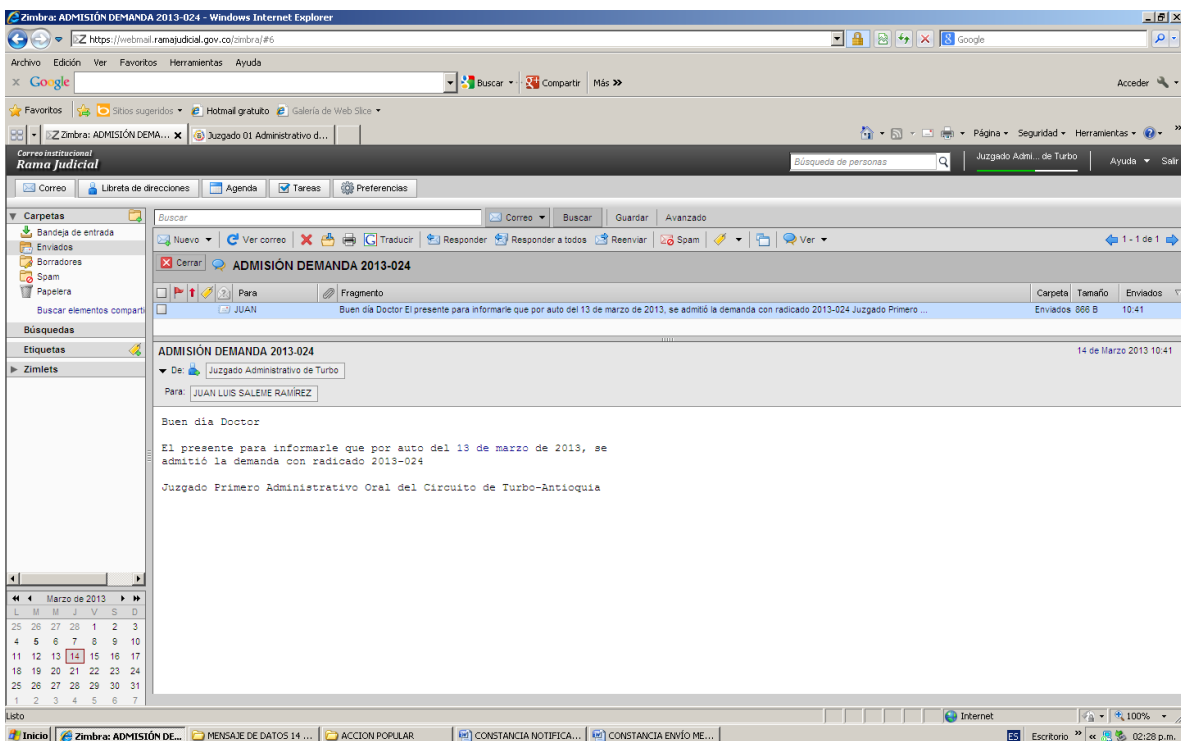 Zimbra: ADMISIÓN DEMANDA 2013-024 - Windows Internet Explorer
https://webmail.ramajudicial.gov.co/zimbra/#6
Google
Archivo Edición Ver Favoritos Herramientas Ayuda
x Google Buscar Compartir Más >> Acceder
Favoritos Sitios sugeridos Hotmail gratuito Galería de Web Slice
Zimbra: ADMISIÓN DEMA... x Juzgado 01 Administrativo d... Página Seguridad Herramientas >>
Correo institucional
Rama Judicial Búsqueda de personas Juzgado Admi... de Turbo Ayuda Salir
Correo Libreta de direcciones Agenda Tareas Preferencias
Carpetas
Bandeja de entrada
Enviados
Borradores
Spam
Papelera
Buscar elementos comparti
Búsquedas
Etiquetas
Zimlets
Buscar Correo Buscar Guardar Avanzado
Nuevo Ver correo Traducir Responder Responder a todos Reenviar Spam Ver 1 - 1 de 1
Cerrar ADMISIÓN DEMANDA 2013-024
Para Fragmento Carpeta Tamaño Enviados
JUAN Buen día Doctor El presente para informarle que por auto del 13 de marzo de 2013, se admitió la demanda con radicado 2013-024 Juzgado Primero ... Enviados 866 B 10:41
ADMISIÓN DEMANDA 2013-024 14 de Marzo 2013 10:41
De: Juzgado Administrativo de Turbo
Para: JUAN LUIS SALEME RAMÍREZ
Buen día Doctor
El presente para informarle que por auto del 13 de marzo de 2013, se
admitió la demanda con radicado 2013-024
Juzgado Primero Administrativo Oral del Circuito de Turbo-Antioquia
Marzo de 2013
L M M J V S D
25 26 27 28 1 2 3
4 5 6 7 8 9 10
11 12 13 14 15 16 17
18 19 20 21 22 23 24
25 26 27 28 29 30 31
1 2 3 4 5 6 7
Listo Internet 100%
Inicio Zimbra: ADMISIÓN DE... MENSAJE DE DATOS 14 ... ACCION POPULAR CONSTANCIA NOTIFICA... CONSTANCIA ENVÍO ME... ES Escritorio >> 02:28 p.m.